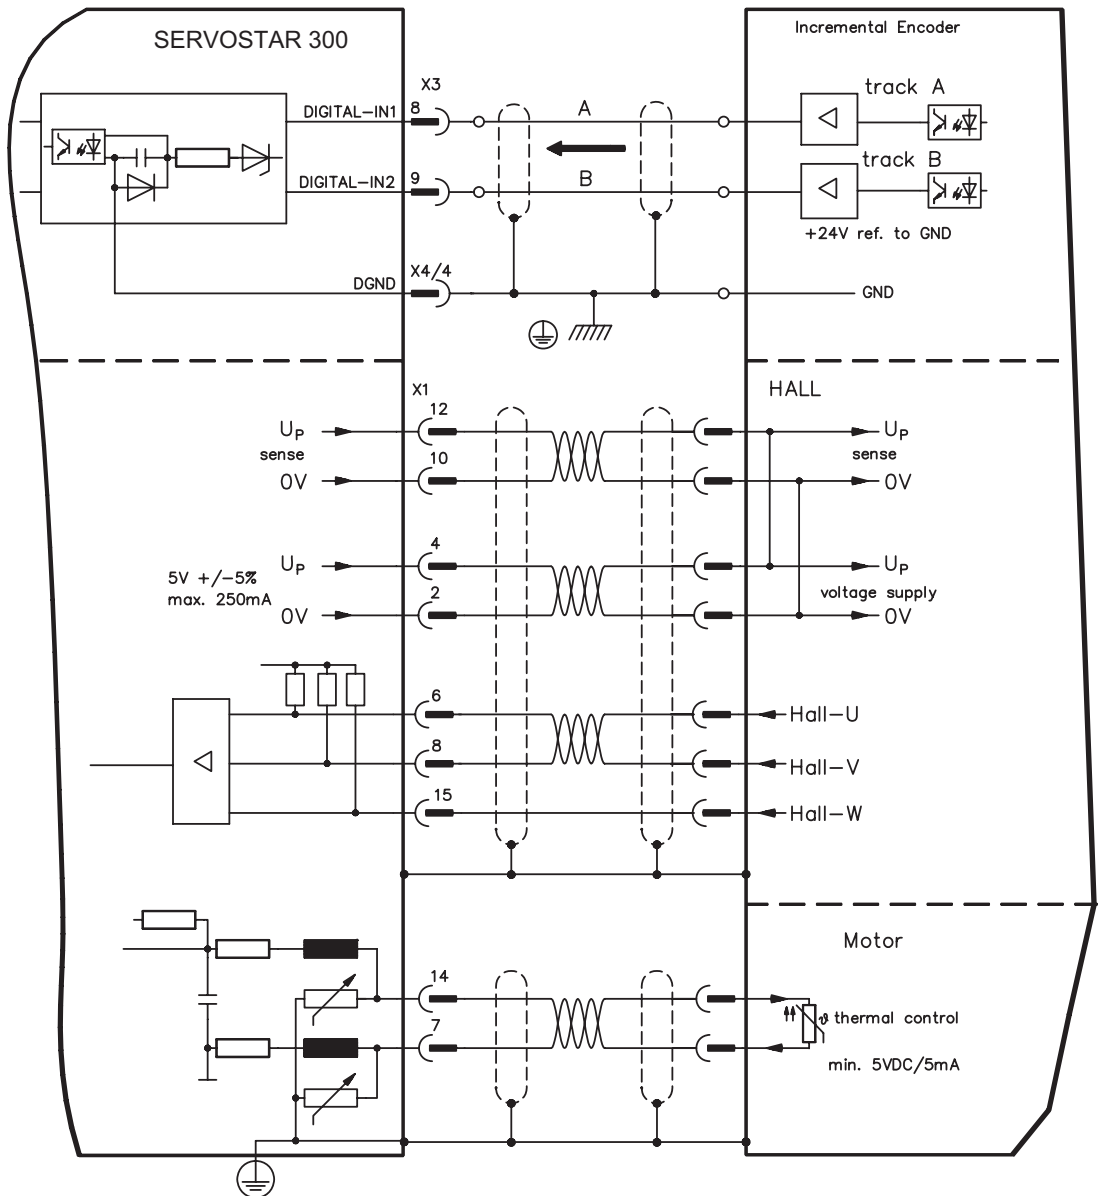 SERVOSTAR 300
Incremental Encoder
X3
track A
DIGITAL-IN1
8
A
track B
DIGITAL-IN2
9
B
+24V ref. to GND
X4/4
DGND
GND
X1
HALL
12
UP
UP
sense
sense
10
0V
0V
4
UP
UP
5V +/-5%
max. 250mA
voltage supply
2
0V
0V
6
Hall-U
8
Hall-V
15
Hall-W
Motor
14
ϑ thermal control
7
min. 5VDC/5mA